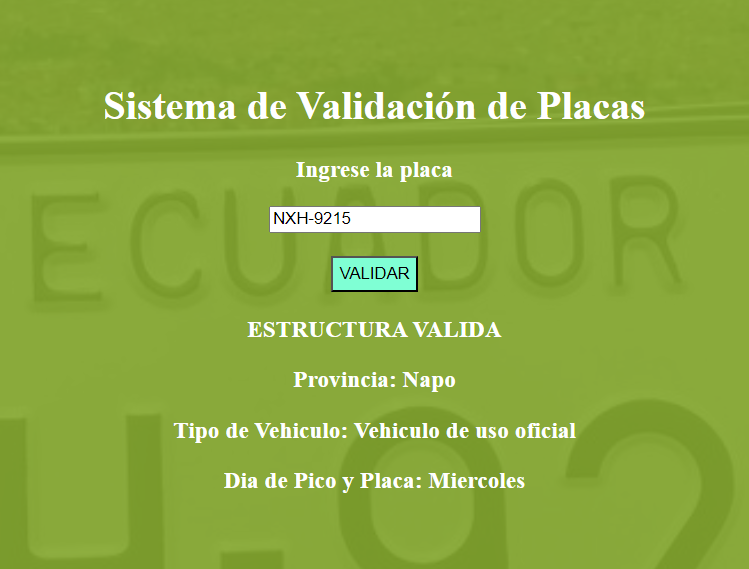 Sistema de Validación de Placas
Ingrese la placa
ECUADOR
NXH-9215
VALIDAR
ESTRUCTURA VALIDA
Provincia: Napo
Tipo de Vehiculo: Vehiculo de uso oficial
Dia de Pico y Placa: Miercoles